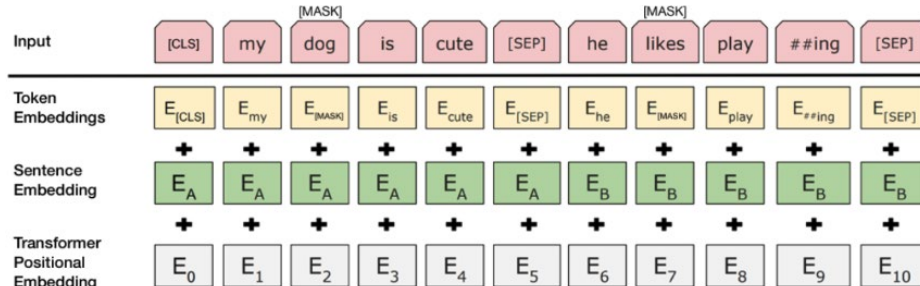 [MASK] [MASK]
Input [CLS] my dog is cute [SEP] he likes play ##ing [SEP]
Token
Embeddings E[CLS] Emy E[MASK] Eis Ecute E[SEP] Ehe E[MASK] Eplay E##ing E[SEP]
+ + + + + + + + + + +
Sentence
Embedding EA EA EA EA EA EA EB EB EB EB EB
+ + + + + + + + + + +
Transformer
Positional
Embedding E0 E1 E2 E3 E4 E5 E6 E7 E8 E9 E10